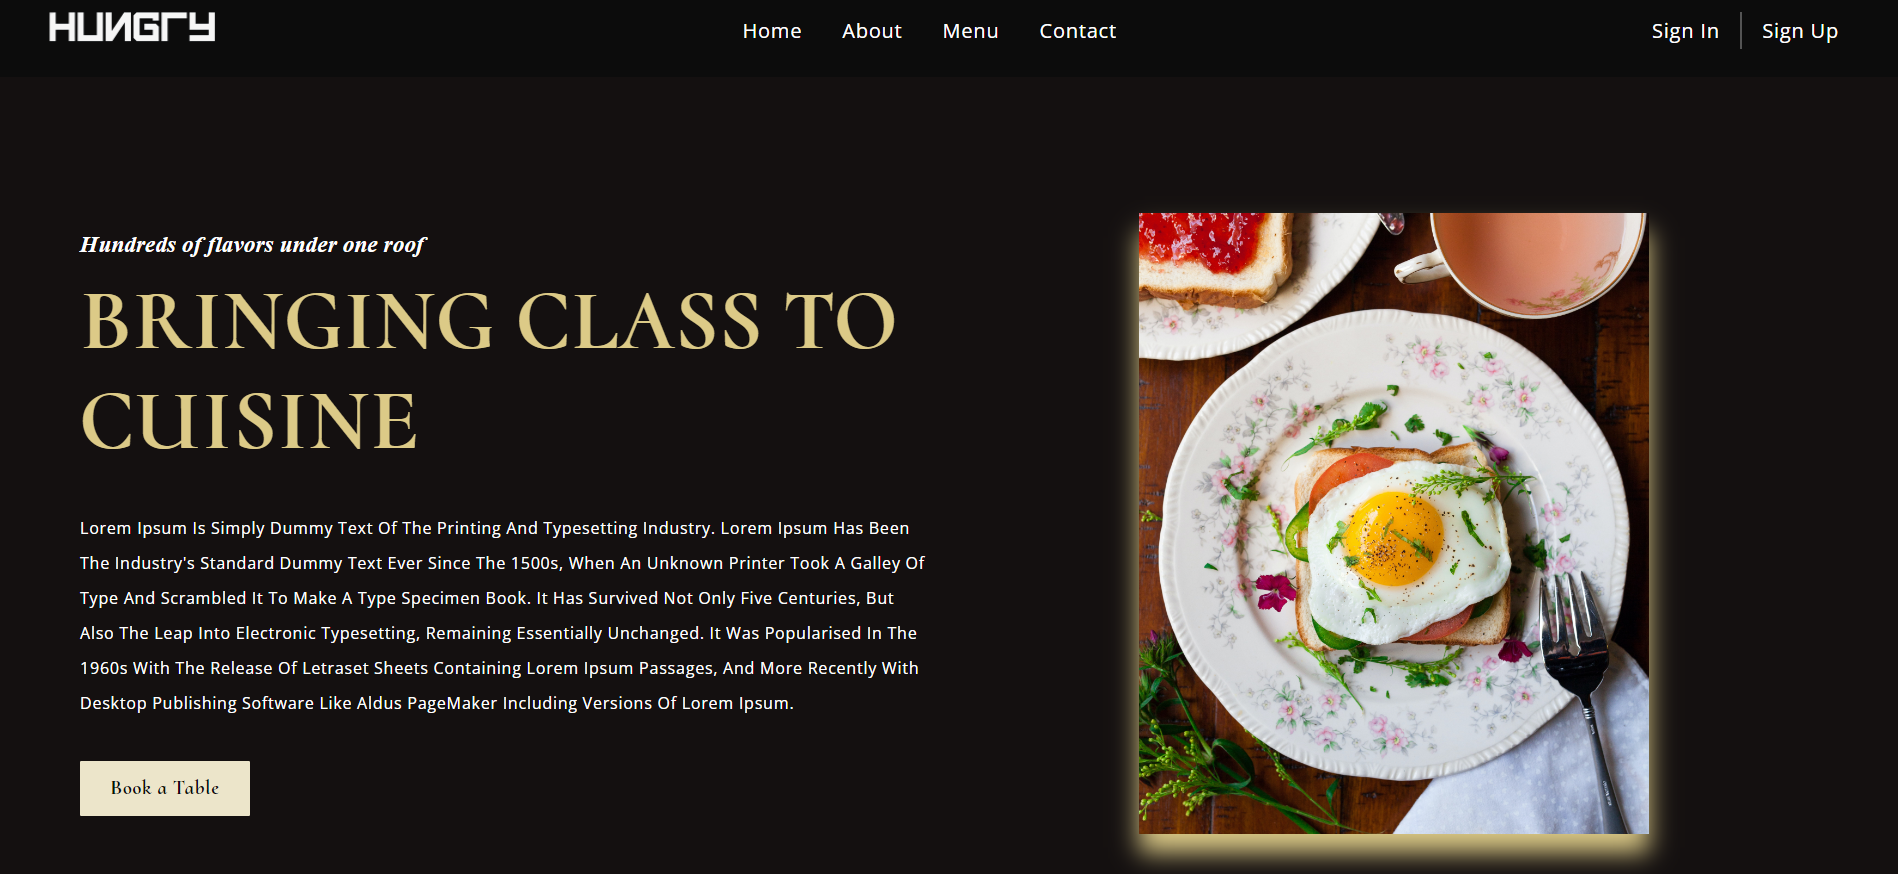 HUNGRY
Home About Menu Contact
Sign In Sign Up
Hundreds of flavors under one roof
BRINGING CLASS TO
CUISINE
Lorem Ipsum Is Simply Dummy Text Of The Printing And Typesetting Industry. Lorem Ipsum Has Been
The Industry's Standard Dummy Text Ever Since The 1500s, When An Unknown Printer Took A Galley Of
Type And Scrambled It To Make A Type Specimen Book. It Has Survived Not Only Five Centuries, But
Also The Leap Into Electronic Typesetting, Remaining Essentially Unchanged. It Was Popularised In The
1960s With The Release Of Letraset Sheets Containing Lorem Ipsum Passages, And More Recently With
Desktop Publishing Software Like Aldus PageMaker Including Versions Of Lorem Ipsum.
Book a Table